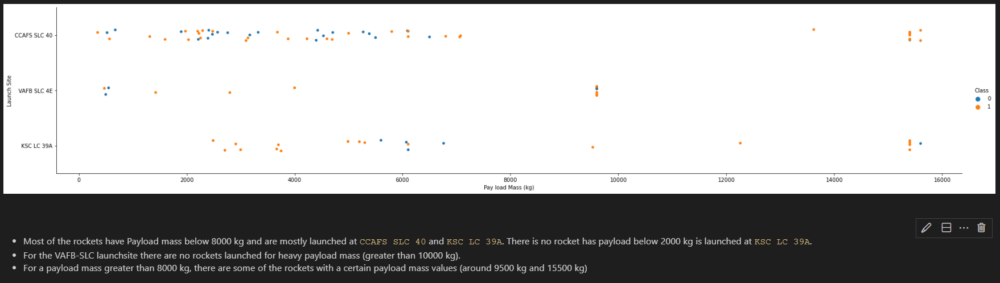 CCAFS SLC 40
VAFB SLC 4E
KSC LC 39A
Launch Site
0 2000 4000 6000 8000 10000 12000 14000 16000
Pay load Mass (kg)
Class
0
1
Most of the rockets have Payload mass below 8000 kg and are mostly launched at CCAFS SLC 40 and KSC LC 39A. There is no rocket has payload below 2000 kg is launched at KSC LC 39A.
For the VAFB-SLC launchsite there are no rockets launched for heavy payload mass (greater than 10000 kg).
For a payload mass greater than 8000 kg, there are some of the rockets with a certain payload mass values (around 9500 kg and 15500 kg)